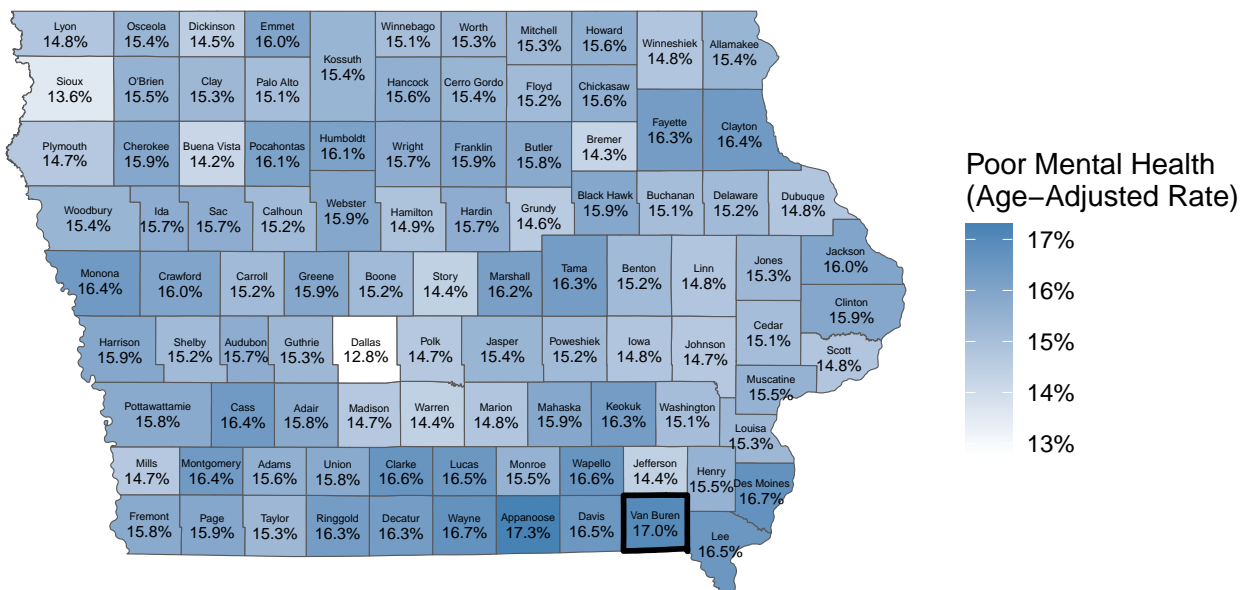 Lyon
14.8%
Osceola
15.4%
Dickinson
14.5%
Emmet
16.0%
Kossuth
15.4%
Winnebago
15.1%
Worth
15.3%
Mitchell
15.3%
Howard
15.6%
Winneshiek
14.8%
Allamakee
15.4%
Sioux
13.6%
O'Brien
15.5%
Clay
15.3%
Palo Alto
15.1%
Hancock
15.6%
Cerro Gordo
15.4%
Floyd
15.2%
Chickasaw
15.6%
Fayette
16.3%
Clayton
16.4%
Plymouth
14.7%
Cherokee
15.9%
Buena Vista
14.2%
Pocahontas
16.1%
Humboldt
16.1%
Wright
15.7%
Franklin
15.9%
Butler
15.8%
Bremer
14.3%
Woodbury
15.4%
Ida
15.7%
Sac
15.7%
Calhoun
15.2%
Webster
15.9%
Hamilton
14.9%
Hardin
15.7%
Grundy
14.6%
Black Hawk
15.9%
Buchanan
15.1%
Delaware
15.2%
Dubuque
14.8%
Monona
16.4%
Crawford
16.0%
Carroll
15.2%
Greene
15.9%
Boone
15.2%
Story
14.4%
Marshall
16.2%
Tama
16.3%
Benton
15.2%
Linn
14.8%
Jones
15.3%
Jackson
16.0%
Clinton
15.9%
Harrison
15.9%
Shelby
15.2%
Audubon
15.7%
Guthrie
15.3%
Dallas
12.8%
Polk
14.7%
Jasper
15.4%
Poweshiek
15.2%
Iowa
14.8%
Johnson
14.7%
Cedar
15.1%
Scott
14.8%
Muscatine
15.5%
Pottawattamie
15.8%
Cass
16.4%
Adair
15.8%
Madison
14.7%
Warren
14.4%
Marion
14.8%
Mahaska
15.9%
Keokuk
16.3%
Washington
15.1%
Louisa
15.3%
Mills
14.7%
Montgomery
16.4%
Adams
15.6%
Union
15.8%
Clarke
16.6%
Lucas
16.5%
Monroe
15.5%
Wapello
16.6%
Jefferson
14.4%
Henry
15.5%
Des Moines
16.7%
Fremont
15.8%
Page
15.9%
Taylor
15.3%
Ringgold
16.3%
Decatur
16.3%
Wayne
16.7%
Appanoose
17.3%
Davis
16.5%
Van Buren
17.0%
Lee
16.5%
Poor Mental Health
(Age−Adjusted Rate)
17%
16%
15%
14%
13%